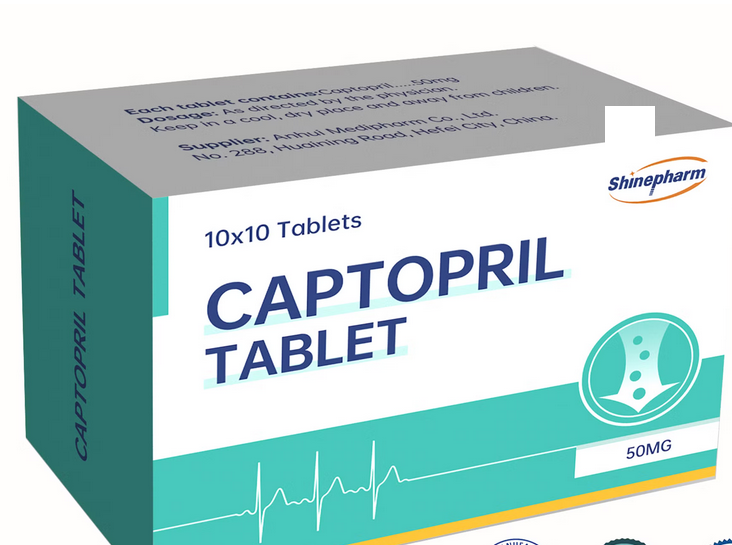 Each tablet contains:Captopril.....50mg
Dosage: As directed by the physician.
Keep in a cool, dry place and away from children.
Supplier: Anhui Medipharm Co., Ltd.
No. 288, Huaining Road, Hefei City, China.
Shinepharm
10x10 Tablets
CAPTOPRIL
TABLET
CAPTOPRIL TABLET
50MG